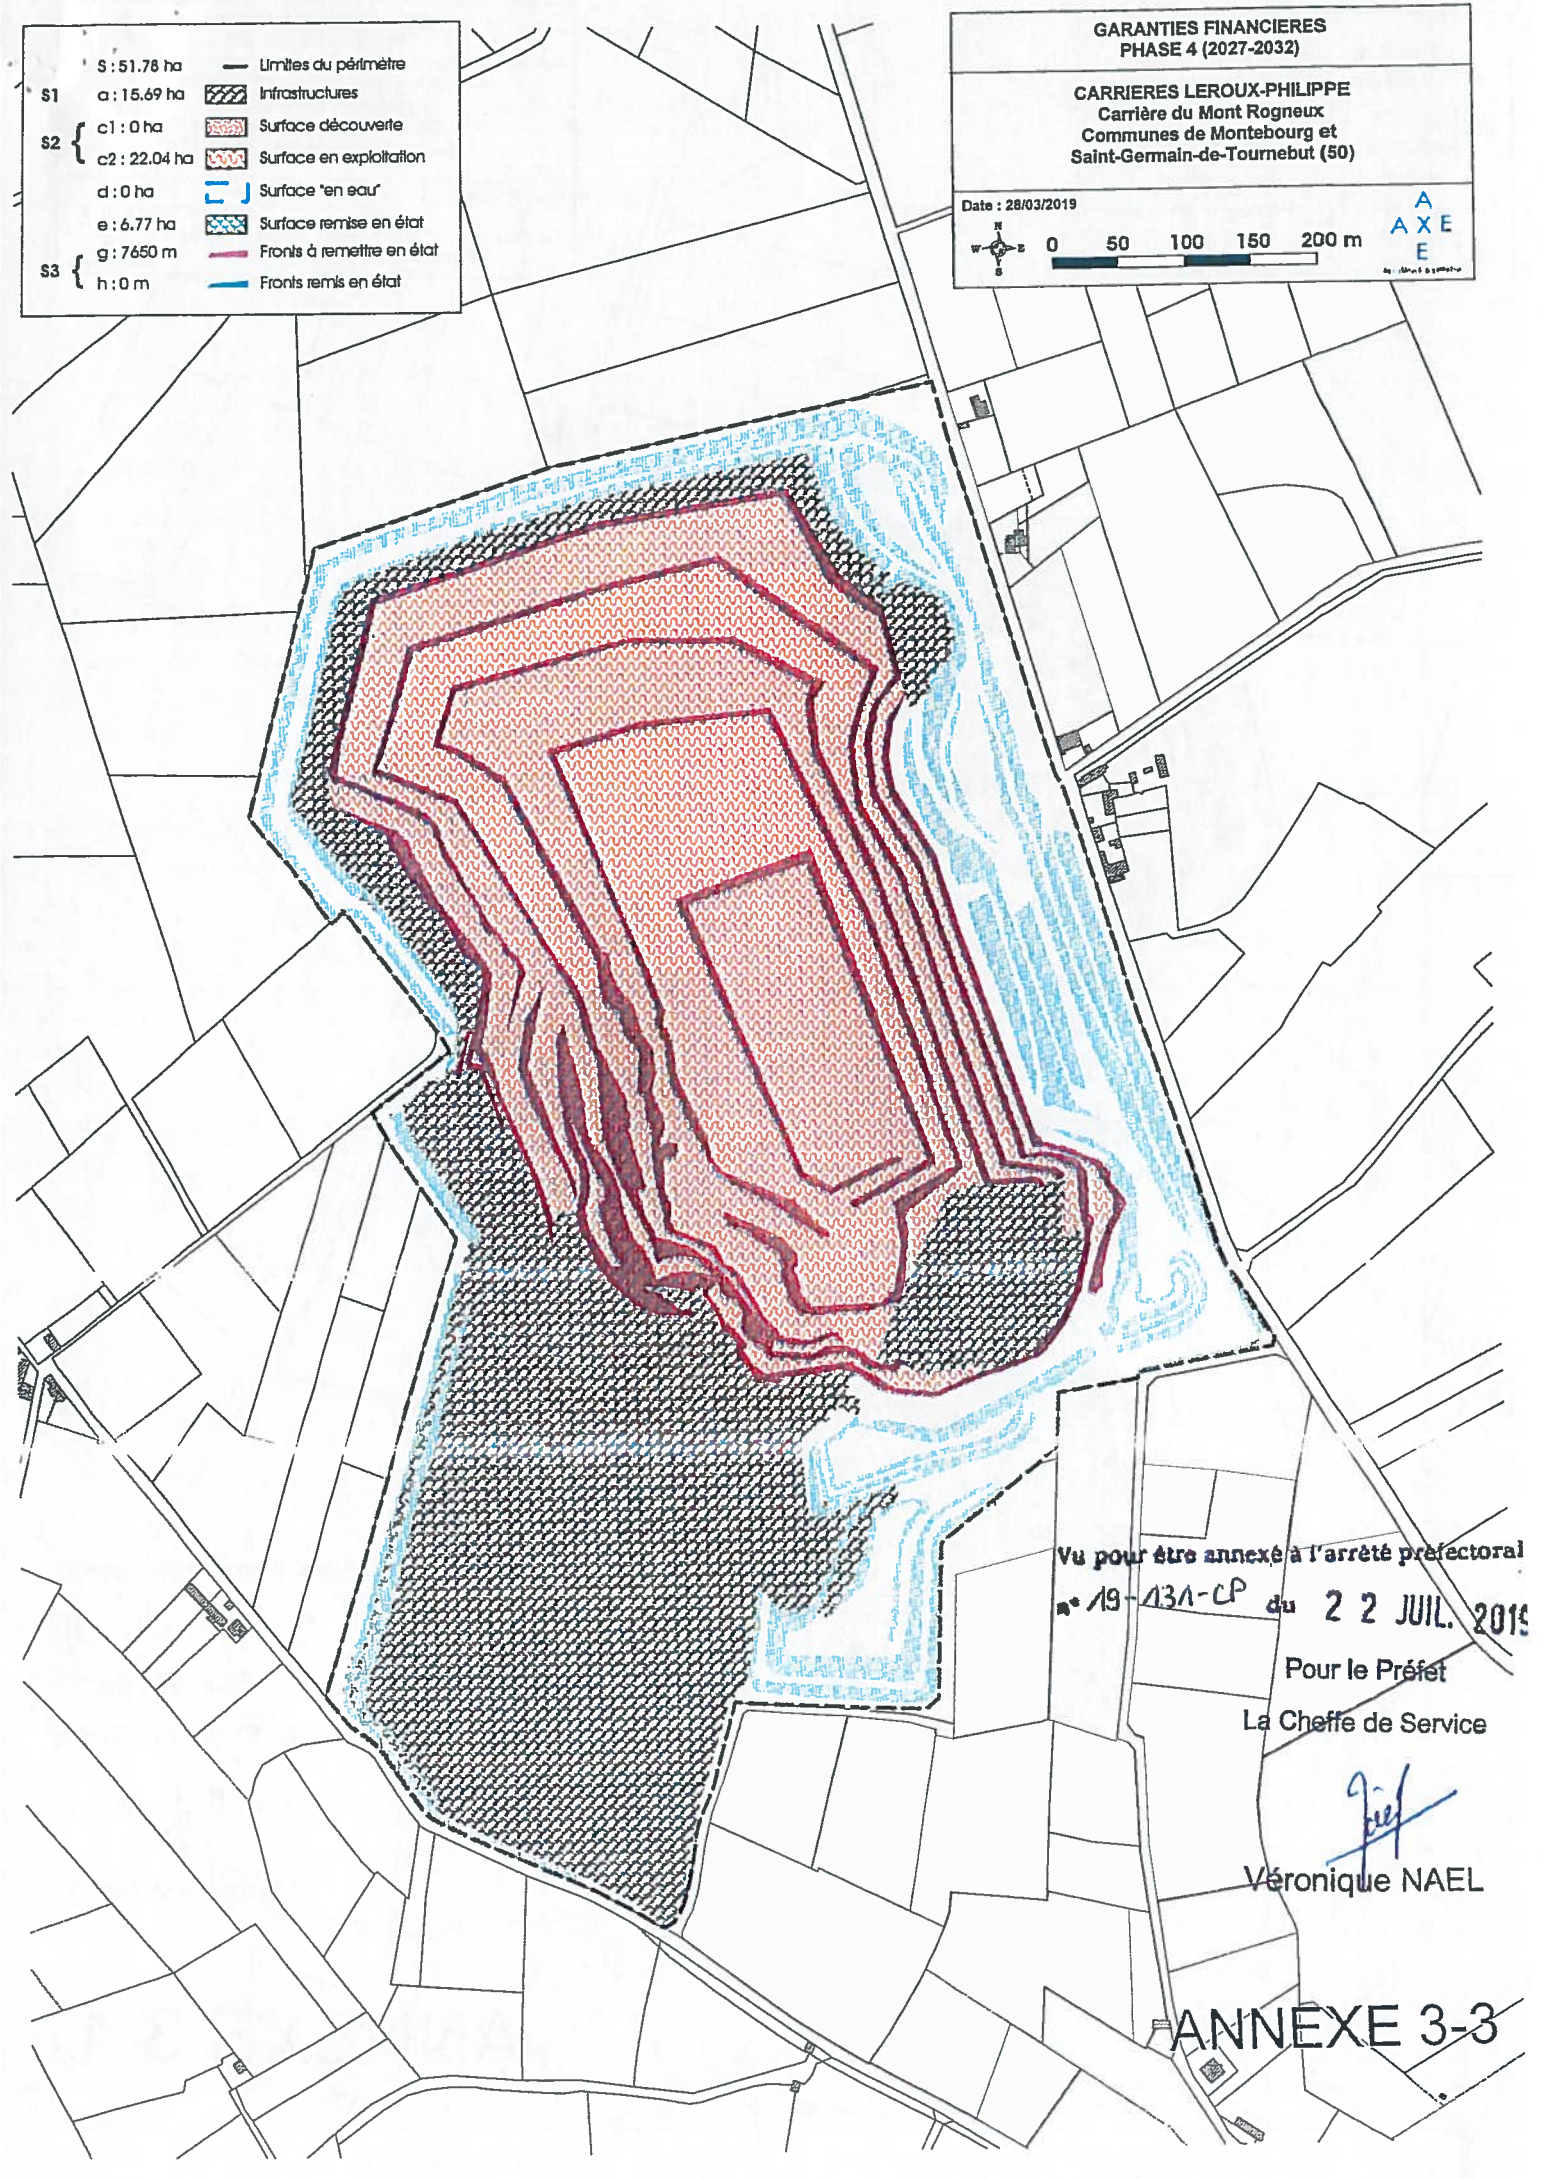 S : 51.78 ha Limites du périmètre
S1 a : 15.69 ha Infrastructures
S2 { c1 : 0 ha Surface découverte
c2 : 22.04 ha Surface en exploitation
d : 0 ha Surface "en eau"
e : 6.77 ha Surface remise en état
S3 { g : 7650 m Fronts à remettre en état
h : 0 m Fronts remis en état
GARANTIES FINANCIERES
PHASE 4 (2027-2032)
CARRIERES LEROUX-PHILIPPE
Carrière du Mont Rogneux
Communes de Montebourg et
Saint-Germain-de-Tournebut (50)
Date : 28/03/2019
N
W E
S
0 50 100 150 200 m
A
A X E
E
Vu pour être annexé à l'arrêté préfectoral
n° 19-131-CP du 22 JUIL. 2019
Pour le Préfet
La Cheffe de Service
Véronique NAEL
ANNEXE 3-3